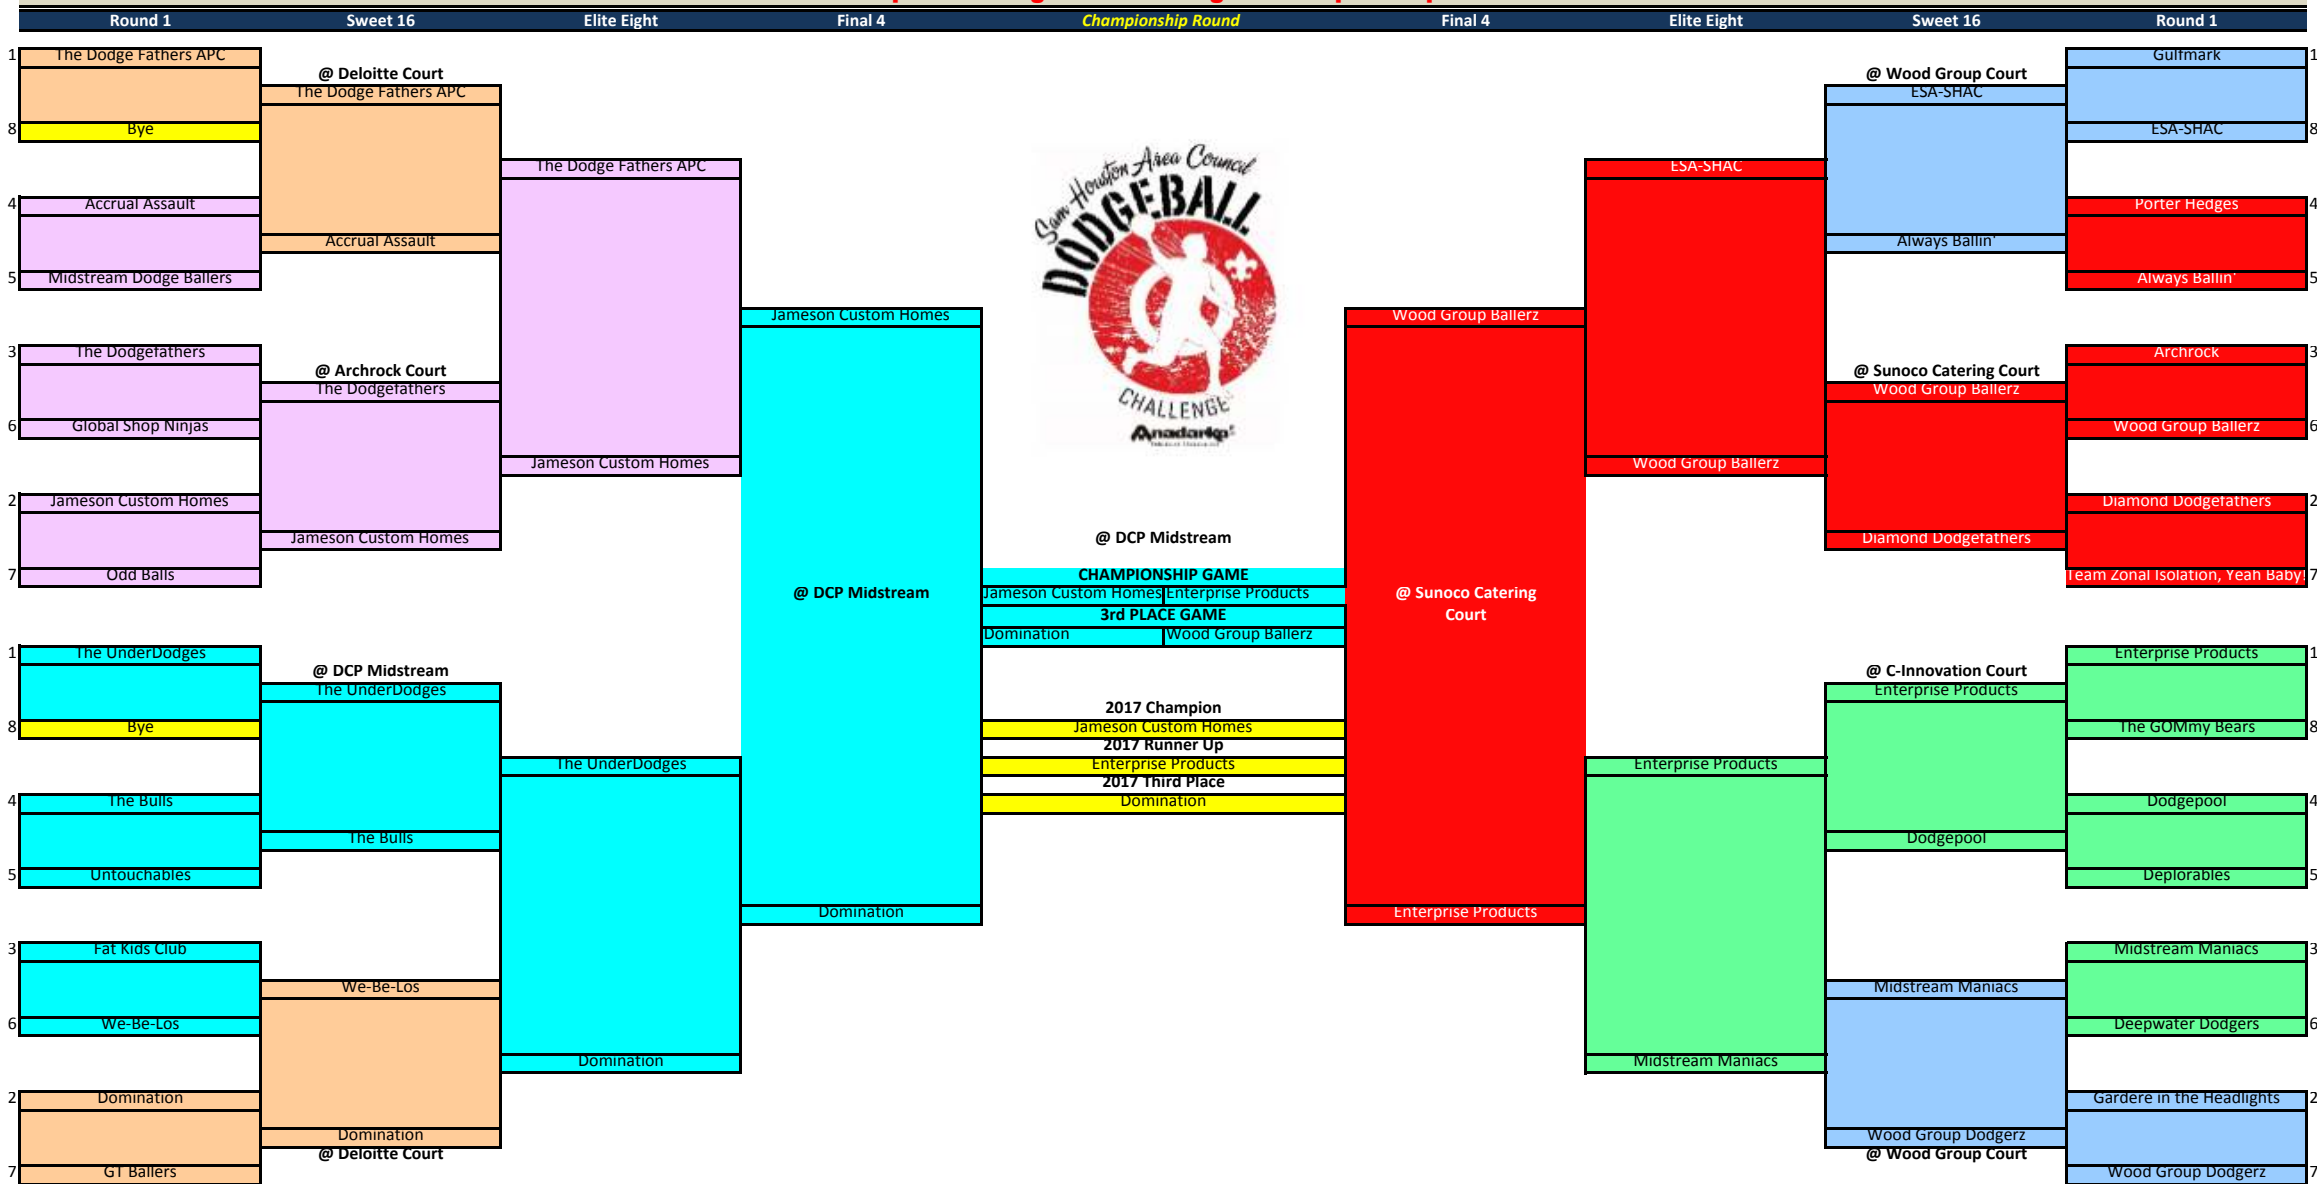 Round 1
Sweet 16
Elite Eight
Final 4
Championship Round
Final 4
Elite Eight
Sweet 16
Round 1
1
The Dodge Fathers APC
8
Bye
4
Accrual Assault
5
Midstream Dodge Ballers
3
The Dodgefathers
6
Global Shop Ninjas
2
Jameson Custom Homes
7
Odd Balls
1
The UnderDodges
8
Bye
4
The Bulls
5
Untouchables
3
Fat Kids Club
6
We-Be-Los
2
Domination
7
GT Ballers
@ Deloitte Court
The Dodge Fathers APC
Accrual Assault
@ Archrock Court
The Dodgefathers
Jameson Custom Homes
@ DCP Midstream
The UnderDodges
The Bulls
We-Be-Los
Domination
@ Deloitte Court
The Dodge Fathers APC
Jameson Custom Homes
The UnderDodges
Domination
Jameson Custom Homes
@ DCP Midstream
Domination
Sam Houston Area Council
DODGEBALL
CHALLENGE
Anadarko
@ DCP Midstream
CHAMPIONSHIP GAME
Jameson Custom Homes Enterprise Products
3rd PLACE GAME
Domination Wood Group Ballerz
2017 Champion
Jameson Custom Homes
2017 Runner Up
Enterprise Products
2017 Third Place
Domination
Wood Group Ballerz
@ Sunoco Catering
Court
Enterprise Products
ESA-SHAC
Wood Group Ballerz
Enterprise Products
Midstream Maniacs
@ Wood Group Court
ESA-SHAC
Always Ballin'
@ Sunoco Catering Court
Wood Group Ballerz
Diamond Dodgefathers
@ C-Innovation Court
Enterprise Products
Dodgepool
Midstream Maniacs
Wood Group Dodgerz
@ Wood Group Court
Gulfmark
1
ESA-SHAC
8
Porter Hedges
4
Always Ballin'
5
Archrock
3
Wood Group Ballerz
6
Diamond Dodgefathers
2
Team Zonal Isolation, Yeah Baby!
7
Enterprise Products
1
The GOMmy Bears
8
Dodgepool
4
Deplorables
5
Midstream Maniacs
3
Deepwater Dodgers
6
Gardere in the Headlights
2
Wood Group Dodgerz
7